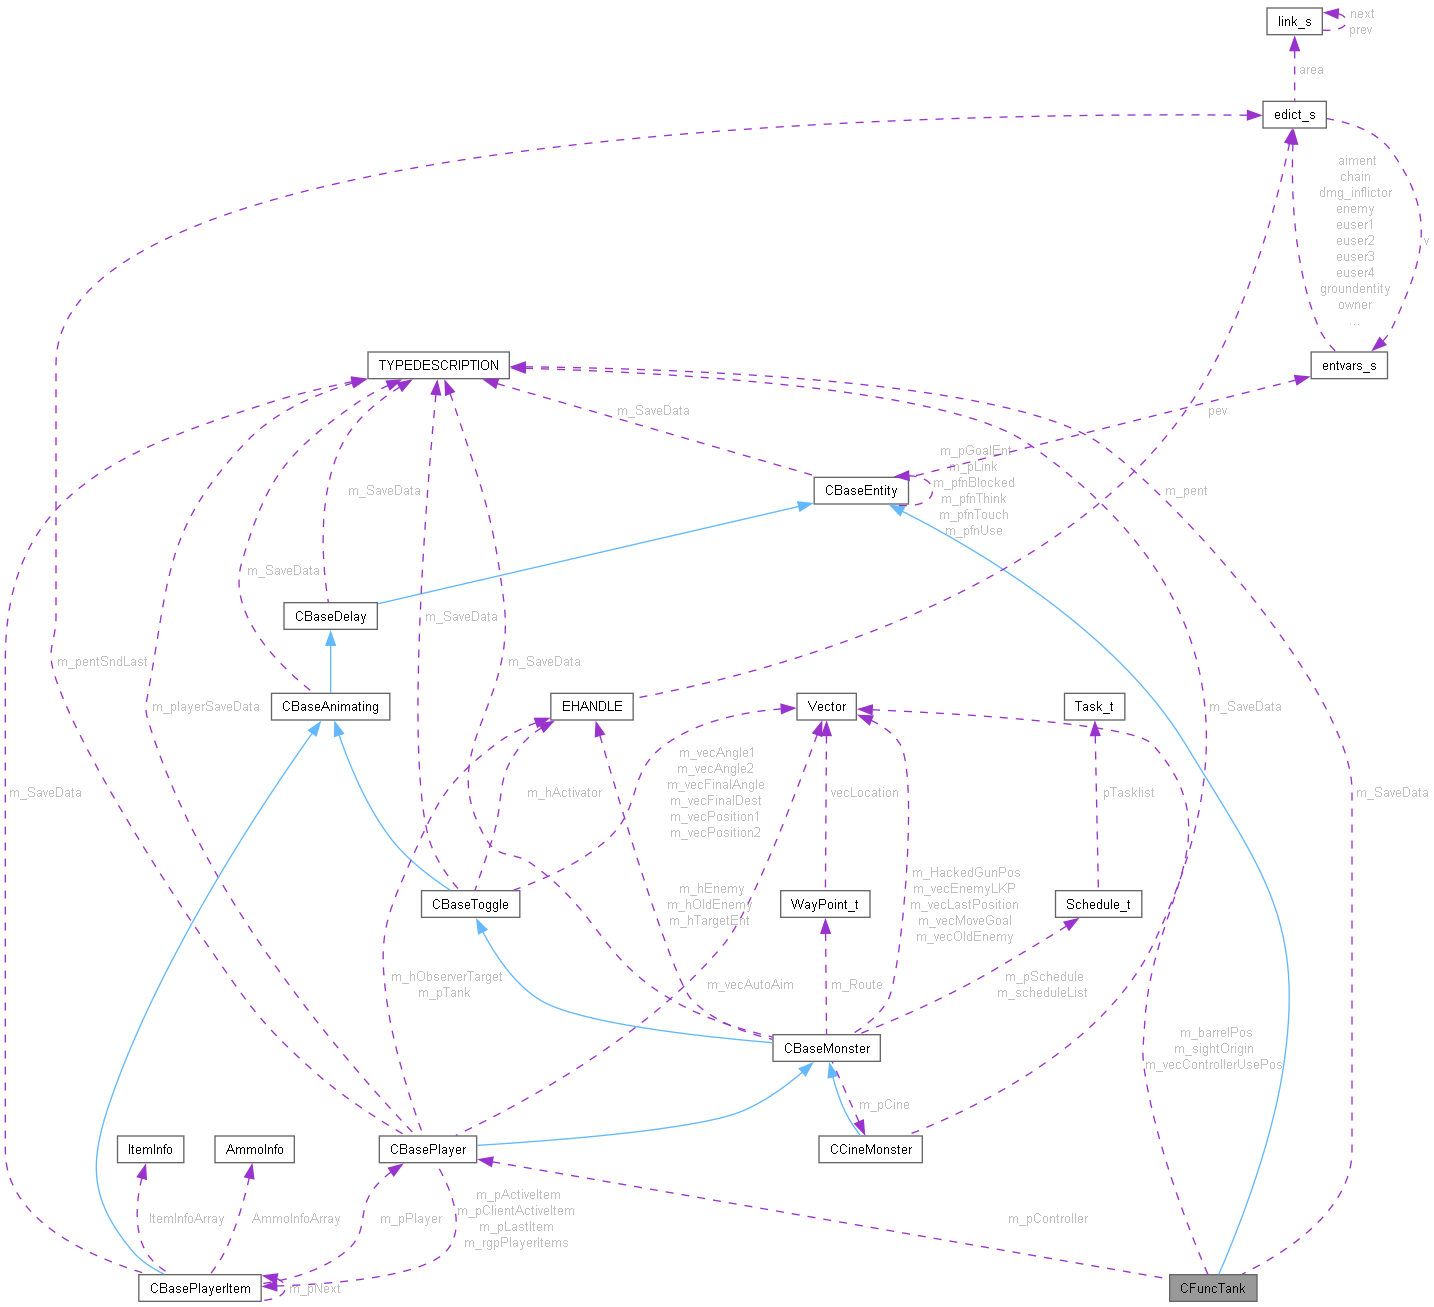 next
link_s
prev
area
edict_s
aiment
chain
dmg_inflictor
enemy
euser1
euser2
v
euser3
euser4
groundentity
owner
...
TYPEDESCRIPTION
entvars_s
m_SaveData
pev
m_pGoalEnt
m_pLink
m_pfnBlocked
m_pfnThink
m_pfnTouch
m_pfnUse
m_SaveData
CBaseEntity
m_pent
m_SaveData
CBaseDelay
m_SaveData
m_pentSndLast
m_SaveData
m_playerSaveData
CBaseAnimating
EHANDLE
Vector
Task_t
m_SaveData
m_SaveData
m_hActivator
m_vecAngle1
m_vecAngle2
m_vecFinalAngle
m_vecFinalDest
m_vecPosition1
m_vecPosition2
vecLocation
pTasklist
m_SaveData
CBaseToggle
m_hEnemy
m_hOldEnemy
m_hTargetEnt
WayPoint_t
m_HackedGunPos
m_vecEnemyLKP
m_vecLastPosition
m_vecMoveGoal
m_vecOldEnemy
Schedule_t
m_hObserverTarget
m_pTank
m_vecAutoAim
m_Route
m_pSchedule
m_scheduleList
CBaseMonster
m_barrelPos
m_sightOrigin
m_vecControllerUsePos
m_pCine
ItemInfo
AmmoInfo
CBasePlayer
CCineMonster
ItemInfoArray
AmmoInfoArray
m_pPlayer
m_pActiveItem
m_pClientActiveItem
m_pLastItem
m_rgpPlayerItems
m_pController
CBasePlayerItem
m_pNext
CFuncTank